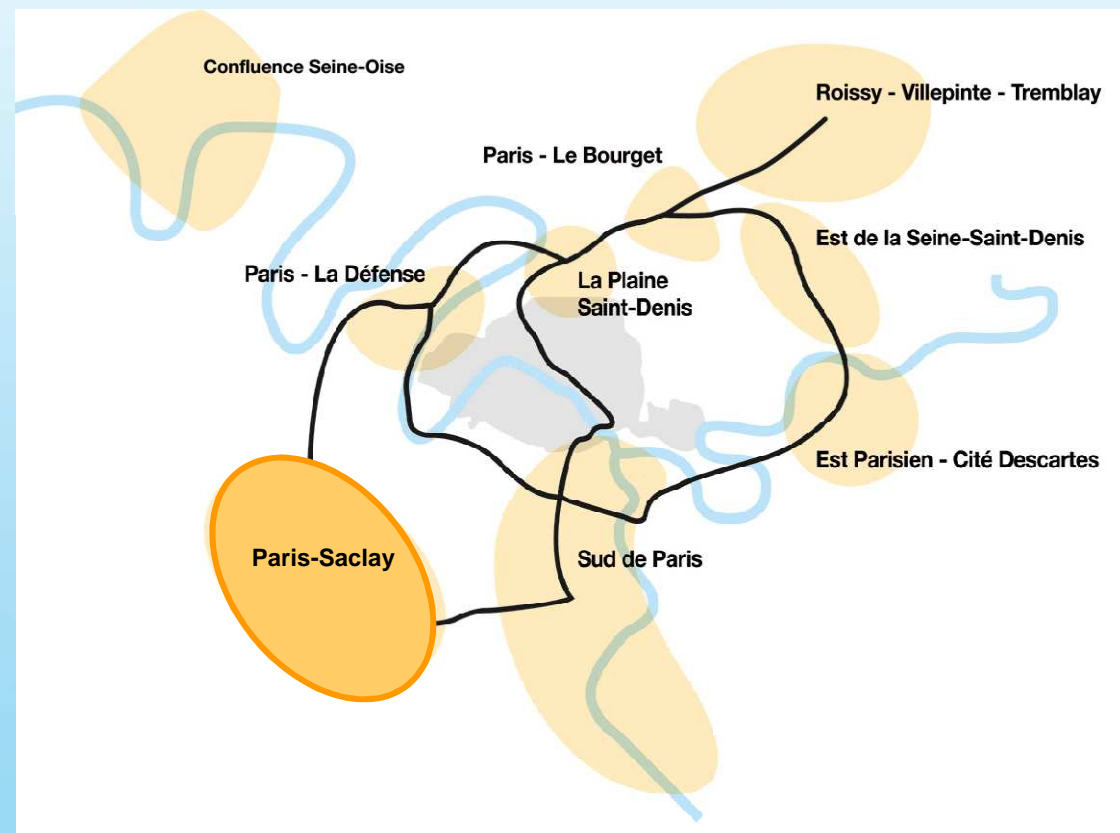 Confluence Seine-Oise
Roissy - Villepinte - Tremblay
Paris - Le Bourget
Est de la Seine-Saint-Denis
Paris - La Défense
La Plaine
Saint-Denis
Est Parisien - Cité Descartes
Paris-Saclay
Sud de Paris